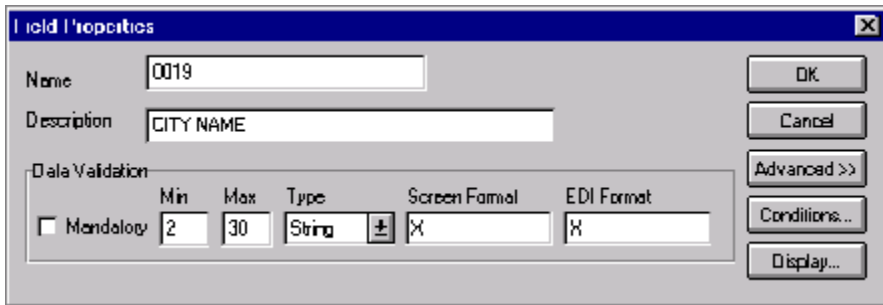 Field Properties
Name 0019
Description CITY NAME
Data Validation
Min Max Type Screen Format EDI Format
Mandatory 2 30 String X X
OK
Cancel
Advanced >>
Conditions...
Display...